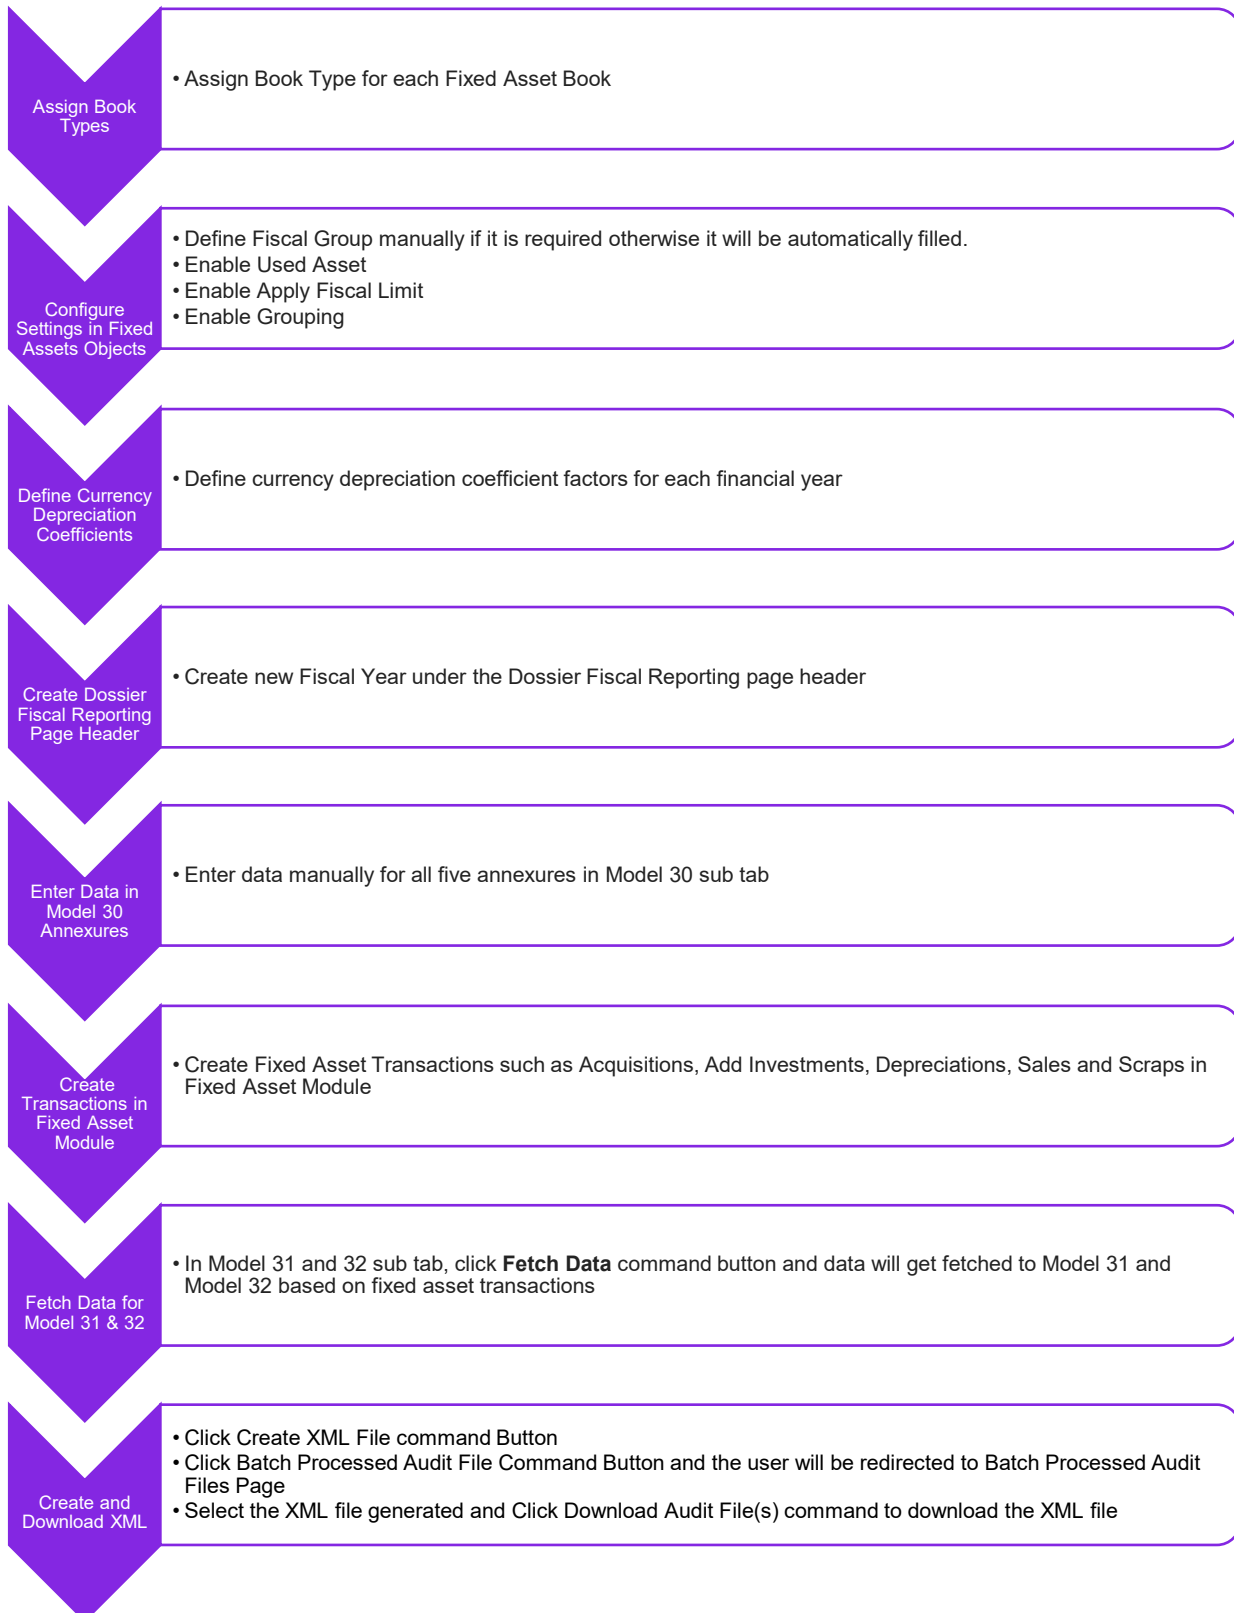 Assign Book
Types
• Assign Book Type for each Fixed Asset Book
Configure
Settings in Fixed
Assets Objects
• Define Fiscal Group manually if it is required otherwise it will be automatically filled.
• Enable Used Asset
• Enable Apply Fiscal Limit
• Enable Grouping
Define Currency
Depreciation
Coefficients
• Define currency depreciation coefficient factors for each financial year
Create Dossier
Fiscal Reporting
Page Header
• Create new Fiscal Year under the Dossier Fiscal Reporting page header
Enter Data in
Model 30
Annexures
• Enter data manually for all five annexures in Model 30 sub tab
Create
Transactions in
Fixed Asset
Module
• Create Fixed Asset Transactions such as Acquisitions, Add Investments, Depreciations, Sales and Scraps in
Fixed Asset Module
Fetch Data for
Model 31 & 32
• In Model 31 and 32 sub tab, click Fetch Data command button and data will get fetched to Model 31 and
Model 32 based on fixed asset transactions
Create and
Download XML
• Click Create XML File command Button
• Click Batch Processed Audit File Command Button and the user will be redirected to Batch Processed Audit
Files Page
• Select the XML file generated and Click Download Audit File(s) command to download the XML file